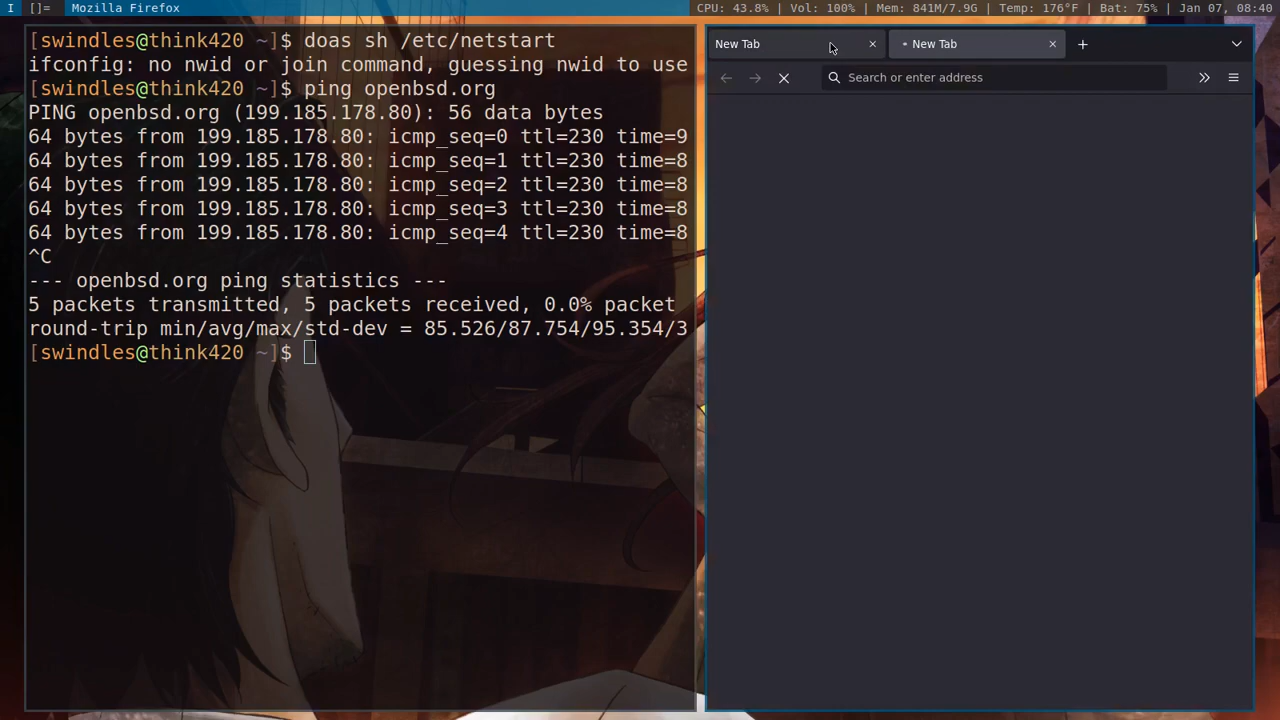 I []= Mozilla Firefox CPU: 43.8% | Vol: 100% | Mem: 841M/7.9G | Temp: 176°F | Bat: 75% | Jan 07, 08:40
[swindles@think420 ~]$ doas sh /etc/netstart
ifconfig: no nwid or join command, guessing nwid to use
[swindles@think420 ~]$ ping openbsd.org
PING openbsd.org (199.185.178.80): 56 data bytes
64 bytes from 199.185.178.80: icmp_seq=0 ttl=230 time=9
64 bytes from 199.185.178.80: icmp_seq=1 ttl=230 time=8
64 bytes from 199.185.178.80: icmp_seq=2 ttl=230 time=8
64 bytes from 199.185.178.80: icmp_seq=3 ttl=230 time=8
64 bytes from 199.185.178.80: icmp_seq=4 ttl=230 time=8
^C
--- openbsd.org ping statistics ---
5 packets transmitted, 5 packets received, 0.0% packet
round-trip min/avg/max/std-dev = 85.526/87.754/95.354/3
[swindles@think420 ~]$
New Tab
New Tab
Search or enter address